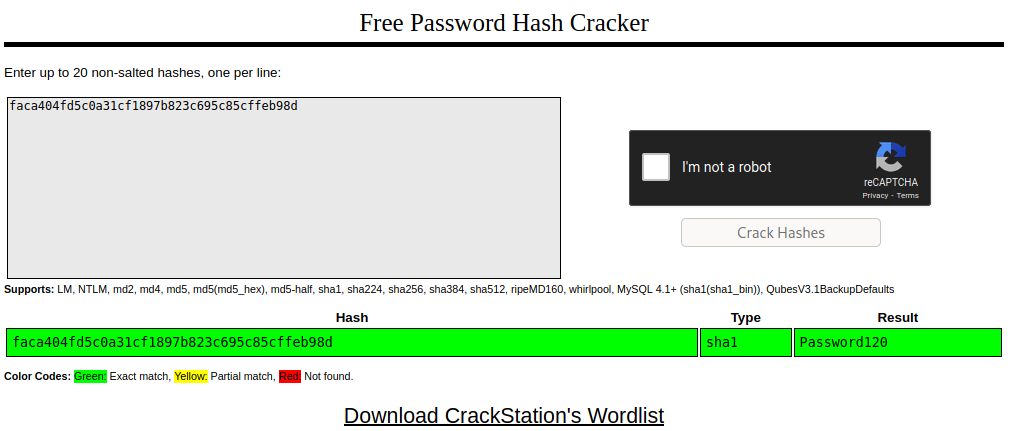 Free Password Hash Cracker
Enter up to 20 non-salted hashes, one per line:
faca404fd5c0a31cf1897b823c695c85cffeb98d
I'm not a robot
reCAPTCHA
Privacy - Terms
Crack Hashes
Supports: LM, NTLM, md2, md4, md5, md5(md5_hex), md5-half, sha1, sha224, sha256, sha384, sha512, ripeMD160, whirlpool, MySQL 4.1+ (sha1(sha1_bin)), QubesV3.1BackupDefaults
Hash Type Result
faca404fd5c0a31cf1897b823c695c85cffeb98d sha1 Password120
Color Codes: Green: Exact match, Yellow: Partial match, Red: Not found.
Download CrackStation's Wordlist